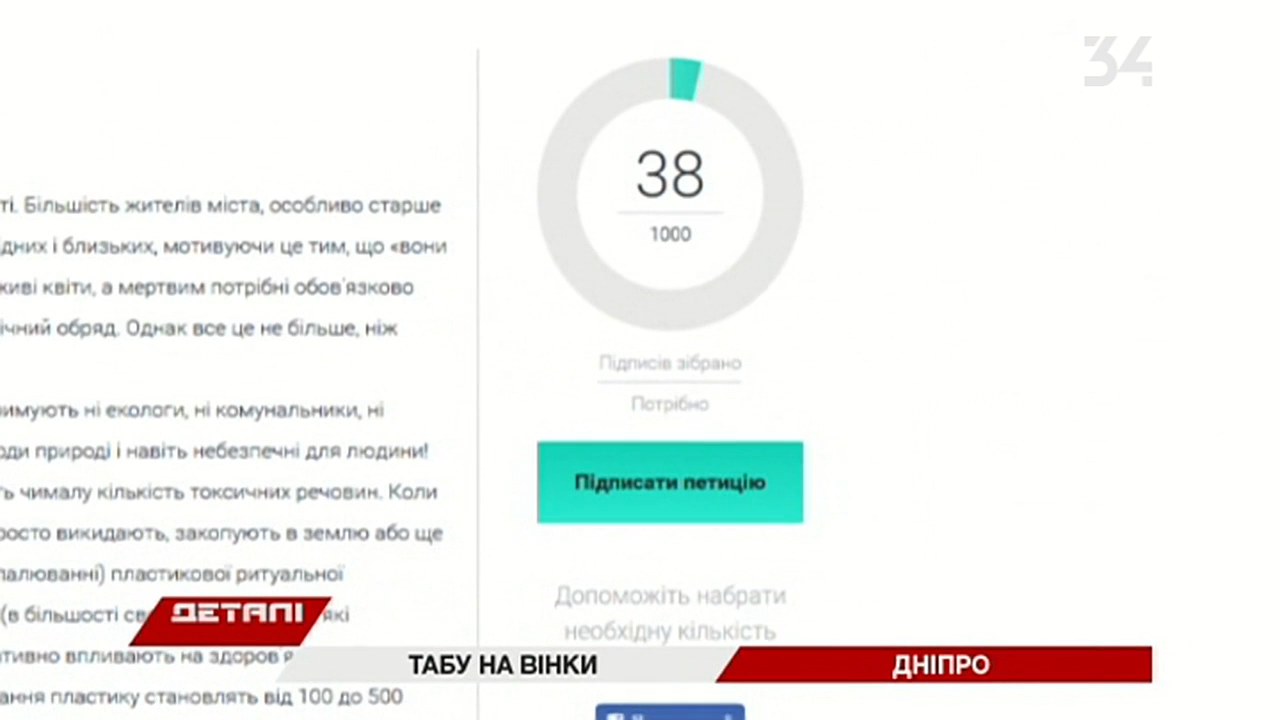 34
ті. Більшість жителів міста, особливо старше
дних і близьких, мотивуючи це тим, що «вони
живі квіти, а мертвим потрібні обов'язково
ічний обряд. Однак все це не більше, ніж
имують ні екологи, ні комунальники, ні
оди природі і навіть небезпечні для людини!
ть чималу кількість токсичних речовин. Коли
росто викидають, закопують в землю або ще
палюванні) пластикової ритуальної
(в більшості св які
тивно впливають на здоров'я
ання пластику становлять від 100 до 500
38
1000
Підписів зібрано
Потрібно
Підписати петицію
Допоможіть набрати
необхідну кількість
ДЕТАЛІ
ТАБУ НА ВІНКИ
ДНІПРО